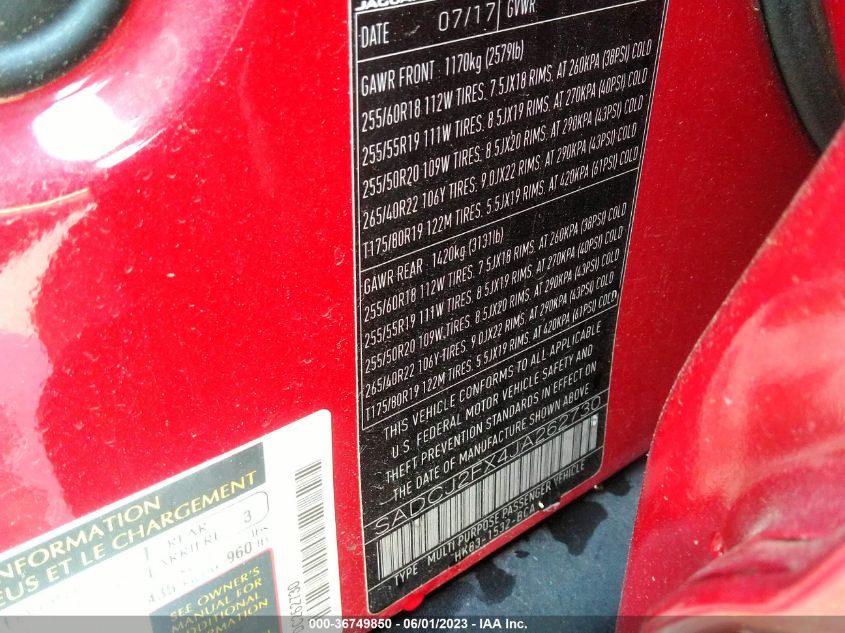 DATE 07/17 GVWR
GAWR FRONT 1170kg (2579lb)
255/60R18 112W TIRES. 7.5JX18 RIMS. AT 260KPA (38PSI) COLD
255/55R19 111W TIRES. 8.5JX19 RIMS. AT 270KPA (40PSI) COLD
255/50R20 109W TIRES. 8.5JX20 RIMS. AT 290KPA (43PSI) COLD
265/40R22 106Y TIRES. 9.0JX22 RIMS. AT 290KPA (43PSI) COLD
T175/80R19 122M TIRES. 5.5JX19 RIMS. AT 420KPA (61PSI) COLD
GAWR REAR 1420kg (3131lb)
255/60R18 112W TIRES. 7.5JX18 RIMS. AT 260KPA (38PSI) COLD
255/55R19 111W TIRES. 8.5JX19 RIMS. AT 270KPA (40PSI) COLD
255/50R20 109W TIRES. 8.5JX20 RIMS. AT 290KPA (43PSI) COLD
265/40R22 106Y TIRES. 9.0JX22 RIMS. AT 290KPA (43PSI) COLD
T175/80R19 122M TIRES. 5.5JX19 RIMS. AT 420KPA (61PSI) COLD
THIS VEHICLE CONFORMS TO ALL APPLICABLE
U.S. FEDERAL MOTOR VEHICLE SAFETY AND
THEFT PREVENTION STANDARDS IN EFFECT ON
THE DATE OF MANUFACTURE SHOWN ABOVE
SADCJ2FX4JA262730
TYPE MULTI PURPOSE PASSENGER VEHICLE
HK83-1532-BCA
EUS ET LE CHARGEMENT
REAR 3
ARRIÈRE
960 lb
SEE OWNER'S
MANUAL FOR
ADDITIONAL
INFORMATION
000-36749850 - 06/01/2023 - IAA Inc.